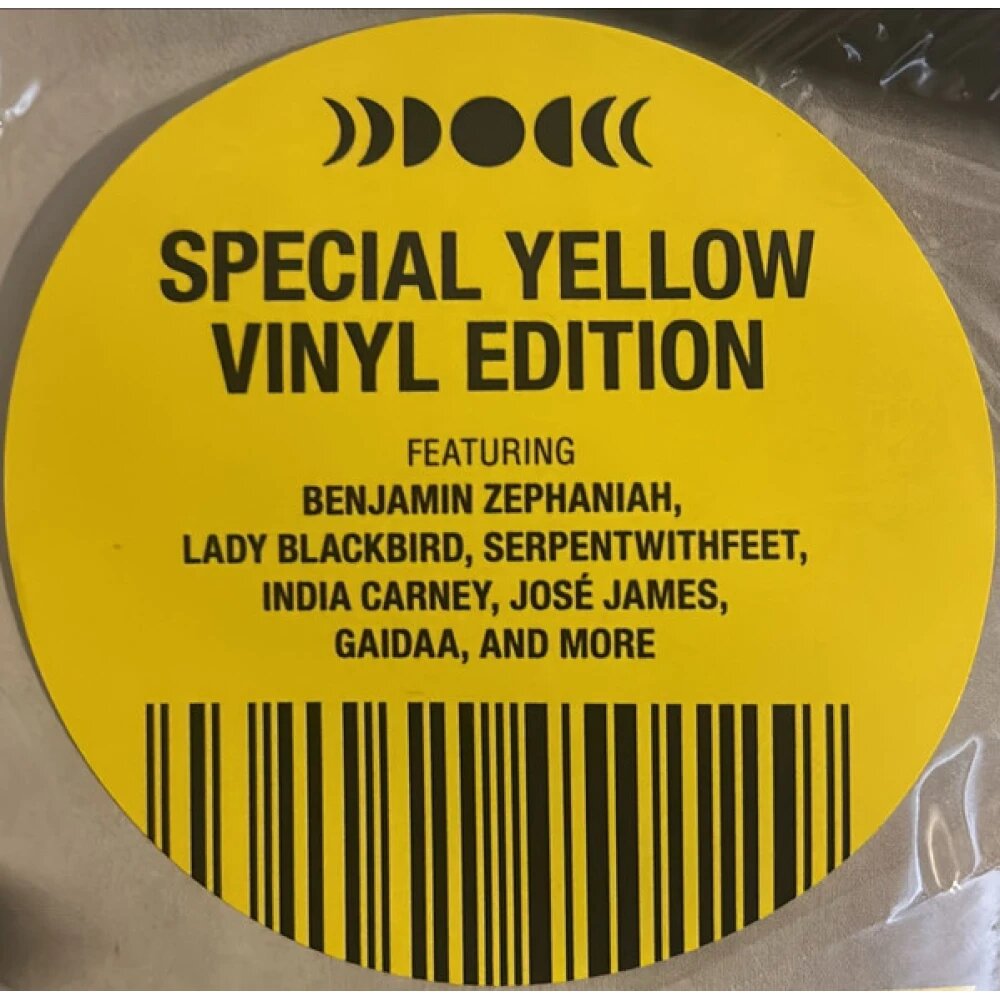 SPECIAL YELLOW
VINYL EDITION
FEATURING
BENJAMIN ZEPHANIAH,
LADY BLACKBIRD, SERPENTWITHFEET,
INDIA CARNEY, JOSÉ JAMES,
GAIDAA, AND MORE